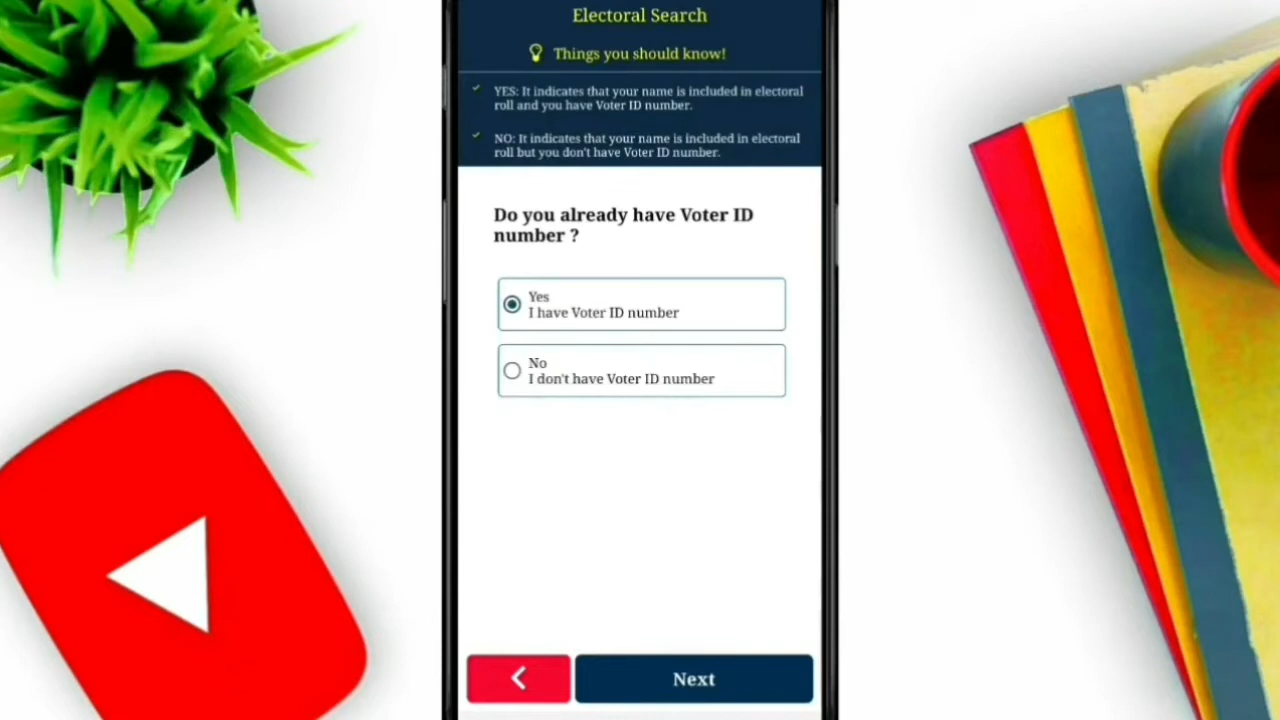 Electoral Search
Things you should know!
YES: It indicates that your name is included in electoral
roll and you have Voter ID number.
NO: It indicates that your name is included in electoral
roll but you don't have Voter ID number.
Do you already have Voter ID
number ?
Yes
I have Voter ID number
No
I don't have Voter ID number
Next